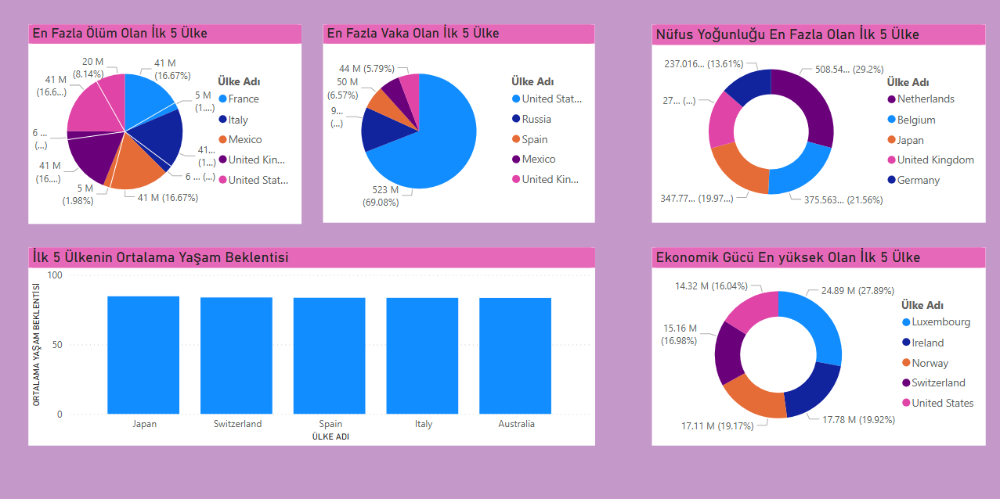 En Fazla Ölüm Olan İlk 5 Ülke
20 M
(8.14%)
41 M
(16.67%)
41 M
(16.6...)
5 M
(1....)
6 ...
(...)
41...
(1...)
41 M
(16....)
6 ... (...)
5 M
(1.98%)
41 M (16.67%)
Ülke Adı
France
Italy
Mexico
United Kin...
United Stat...
En Fazla Vaka Olan İlk 5 Ülke
44 M (5.79%)
50 M
(6.57%)
9...
(...)
523 M
(69.08%)
Ülke Adı
United Stat...
Russia
Spain
Mexico
United Kin...
Nüfus Yoğunluğu En Fazla Olan İlk 5 Ülke
237.016... (13.61%)
508.54... (29.2%)
27... (...)
347.77... (19.97...)
375.563... (21.56%)
Ülke Adı
Netherlands
Belgium
Japan
United Kingdom
Germany
İlk 5 Ülkenin Ortalama Yaşam Beklentisi
ORTALAMA YAŞAM BEKLENTİSİ
100
50
0
Japan
Switzerland
Spain
Italy
Australia
ÜLKE ADI
Ekonomik Gücü En yüksek Olan İlk 5 Ülke
14.32 M (16.04%)
24.89 M (27.89%)
15.16 M
(16.98%)
17.11 M (19.17%)
17.78 M (19.92%)
Ülke Adı
Luxembourg
Ireland
Norway
Switzerland
United States